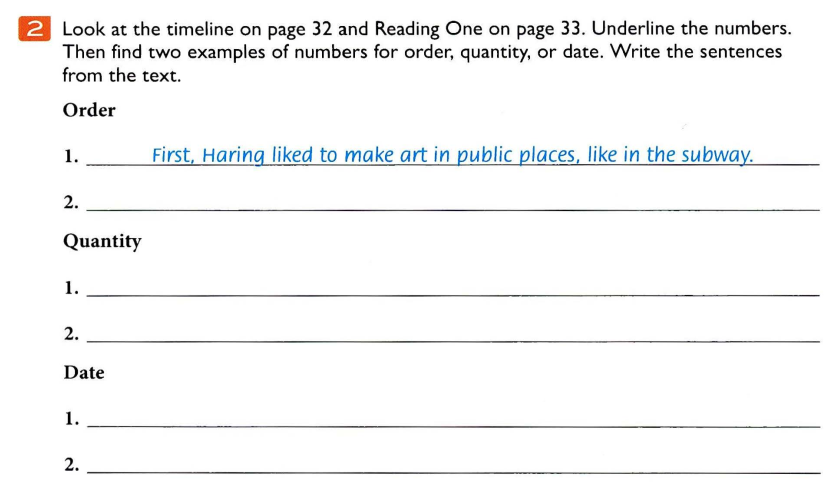 2 Look at the timeline on page 32 and Reading One on page 33. Underline the numbers.
Then find two examples of numbers for order, quantity, or date. Write the sentences
from the text.
Order
1. First, Haring liked to make art in public places, like in the subway.
2.
Quantity
1.
2.
Date
1.
2.